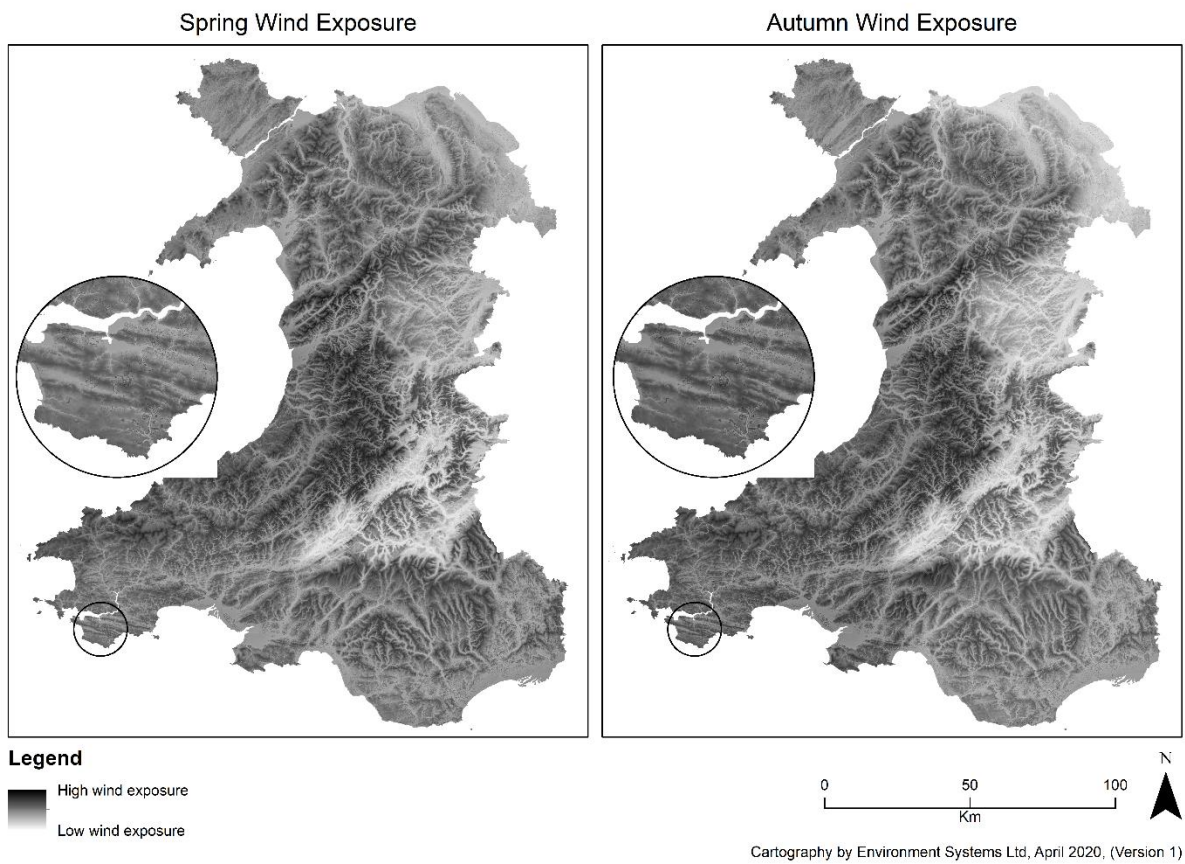 Spring Wind Exposure
Autumn Wind Exposure
Legend
High wind exposure
Low wind exposure
0 50 100
Km
N
Cartography by Environment Systems Ltd, April 2020, (Version 1)